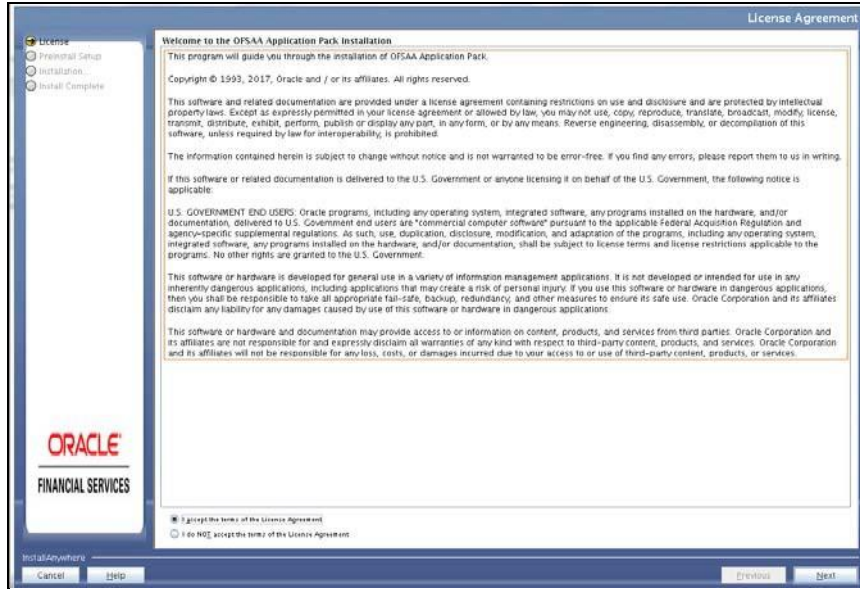 License Agreement
License
Preinstall Setup
Installation...
Install Complete
Welcome to the OFSAA Application Pack Installation
This program will guide you through the installation of OFSAA Application Pack.
Copyright © 1993, 2017, Oracle and / or its affiliates. All rights reserved.
This software and related documentation are provided under a license agreement containing restrictions on use and disclosure and are protected by intellectual
property laws. Except as expressly permitted in your license agreement or allowed by law, you may not use, copy, reproduce, translate, broadcast, modify, license,
transmit, distribute, exhibit, perform, publish or display any part, in any form, or by any means. Reverse engineering, disassembly, or decompilation of this
software, unless required by law for interoperability, is prohibited.
The information contained herein is subject to change without notice and is not warranted to be error-free. If you find any errors, please report them to us in writing.
If this software or related documentation is delivered to the U.S. Government or anyone licensing it on behalf of the U.S. Government, the following notice is
applicable:
U.S. GOVERNMENT END USERS: Oracle programs, including any operating system, integrated software, any programs installed on the hardware, and/or
documentation, delivered to U.S. Government end users are "commercial computer software" pursuant to the applicable Federal Acquisition Regulation and
agency-specific supplemental regulations. As such, use, duplication, disclosure, modification, and adaptation of the programs, including any operating system,
integrated software, any programs installed on the hardware, and/or documentation, shall be subject to license terms and license restrictions applicable to the
programs. No other rights are granted to the U.S. Government.
This software or hardware is developed for general use in a variety of information management applications. It is not developed or intended for use in any
inherently dangerous applications, including applications that may create a risk of personal injury. If you use this software or hardware in dangerous applications,
then you shall be responsible to take all appropriate fail-safe, backup, redundancy, and other measures to ensure its safe use. Oracle Corporation and its affiliates
disclaim any liability for any damages caused by use of this software or hardware in dangerous applications.
This software or hardware and documentation may provide access to or information on content, products, and services from third parties. Oracle Corporation and
its affiliates are not responsible for and expressly disclaim all warranties of any kind with respect to third-party content, products, and services. Oracle Corporation
and its affiliates will not be responsible for any loss, costs, or damages incurred due to your access to or use of third-party content, products, or services.
ORACLE
FINANCIAL SERVICES
I accept the terms of the License Agreement
I do NOT accept the terms of the License Agreement
InstallAnywhere
Cancel
Help
Previous
Next